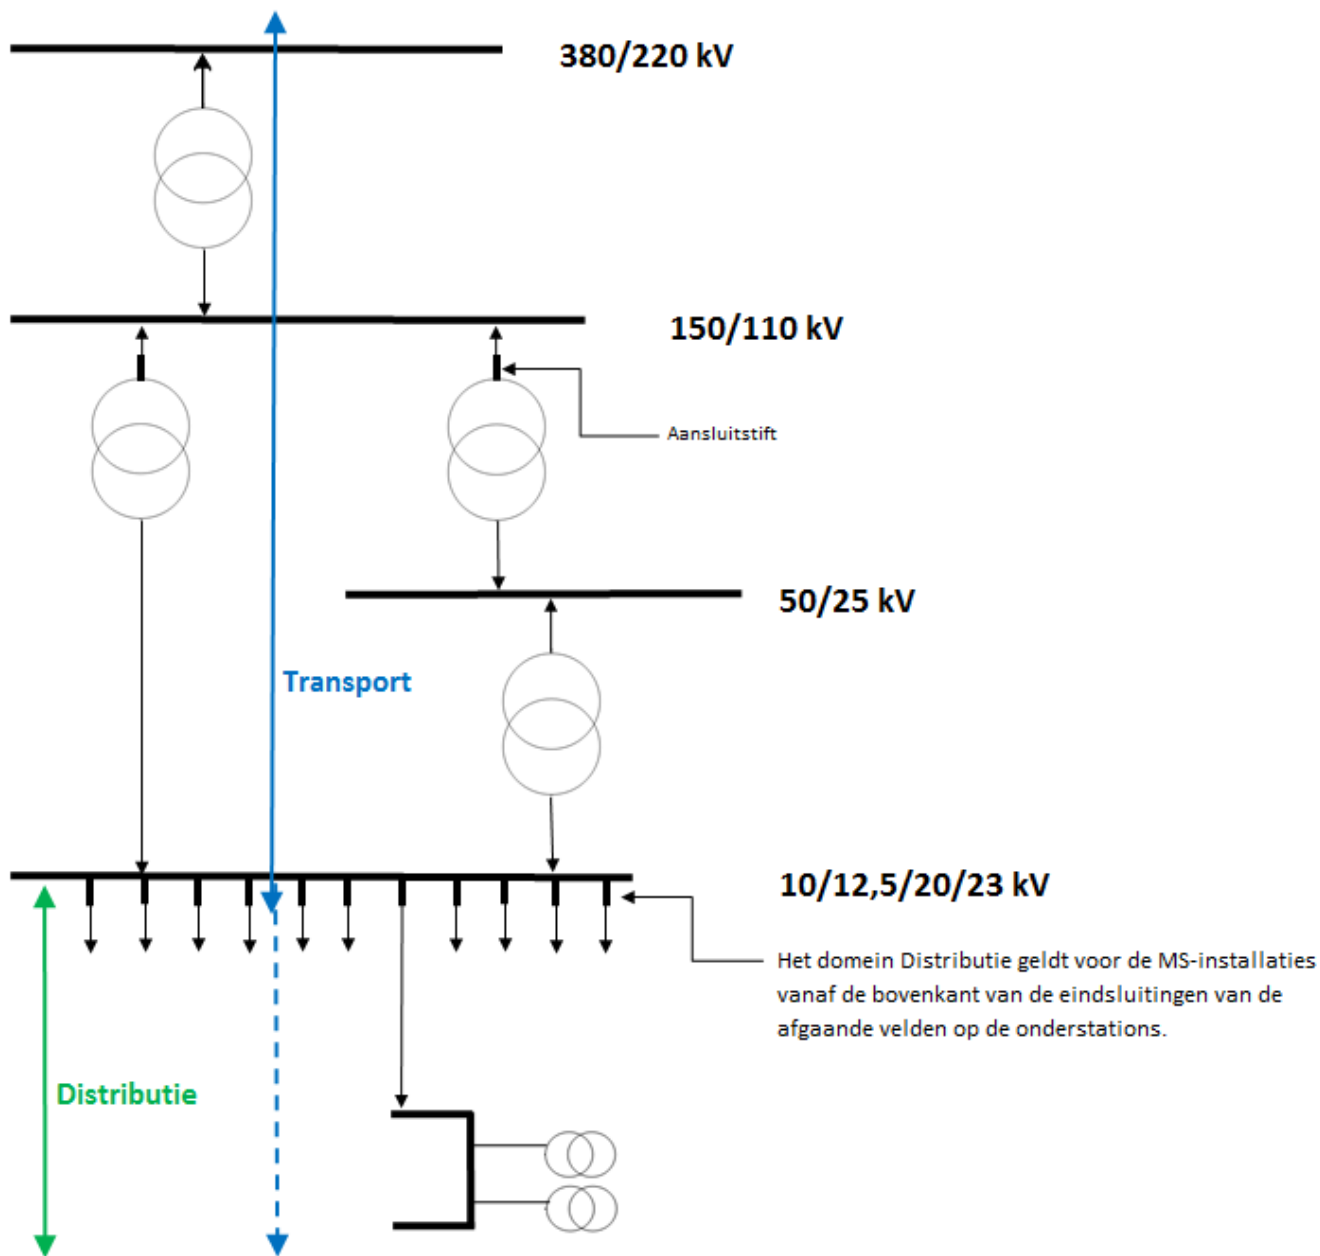 380/220 kV
150/110 kV
Aansluitstift
50/25 kV
Transport
10/12,5/20/23 kV
Het domein Distributie geldt voor de MS-installaties
vanaf de bovenkant van de eindsluitingen van de
afgaande velden op de onderstations.
Distributie